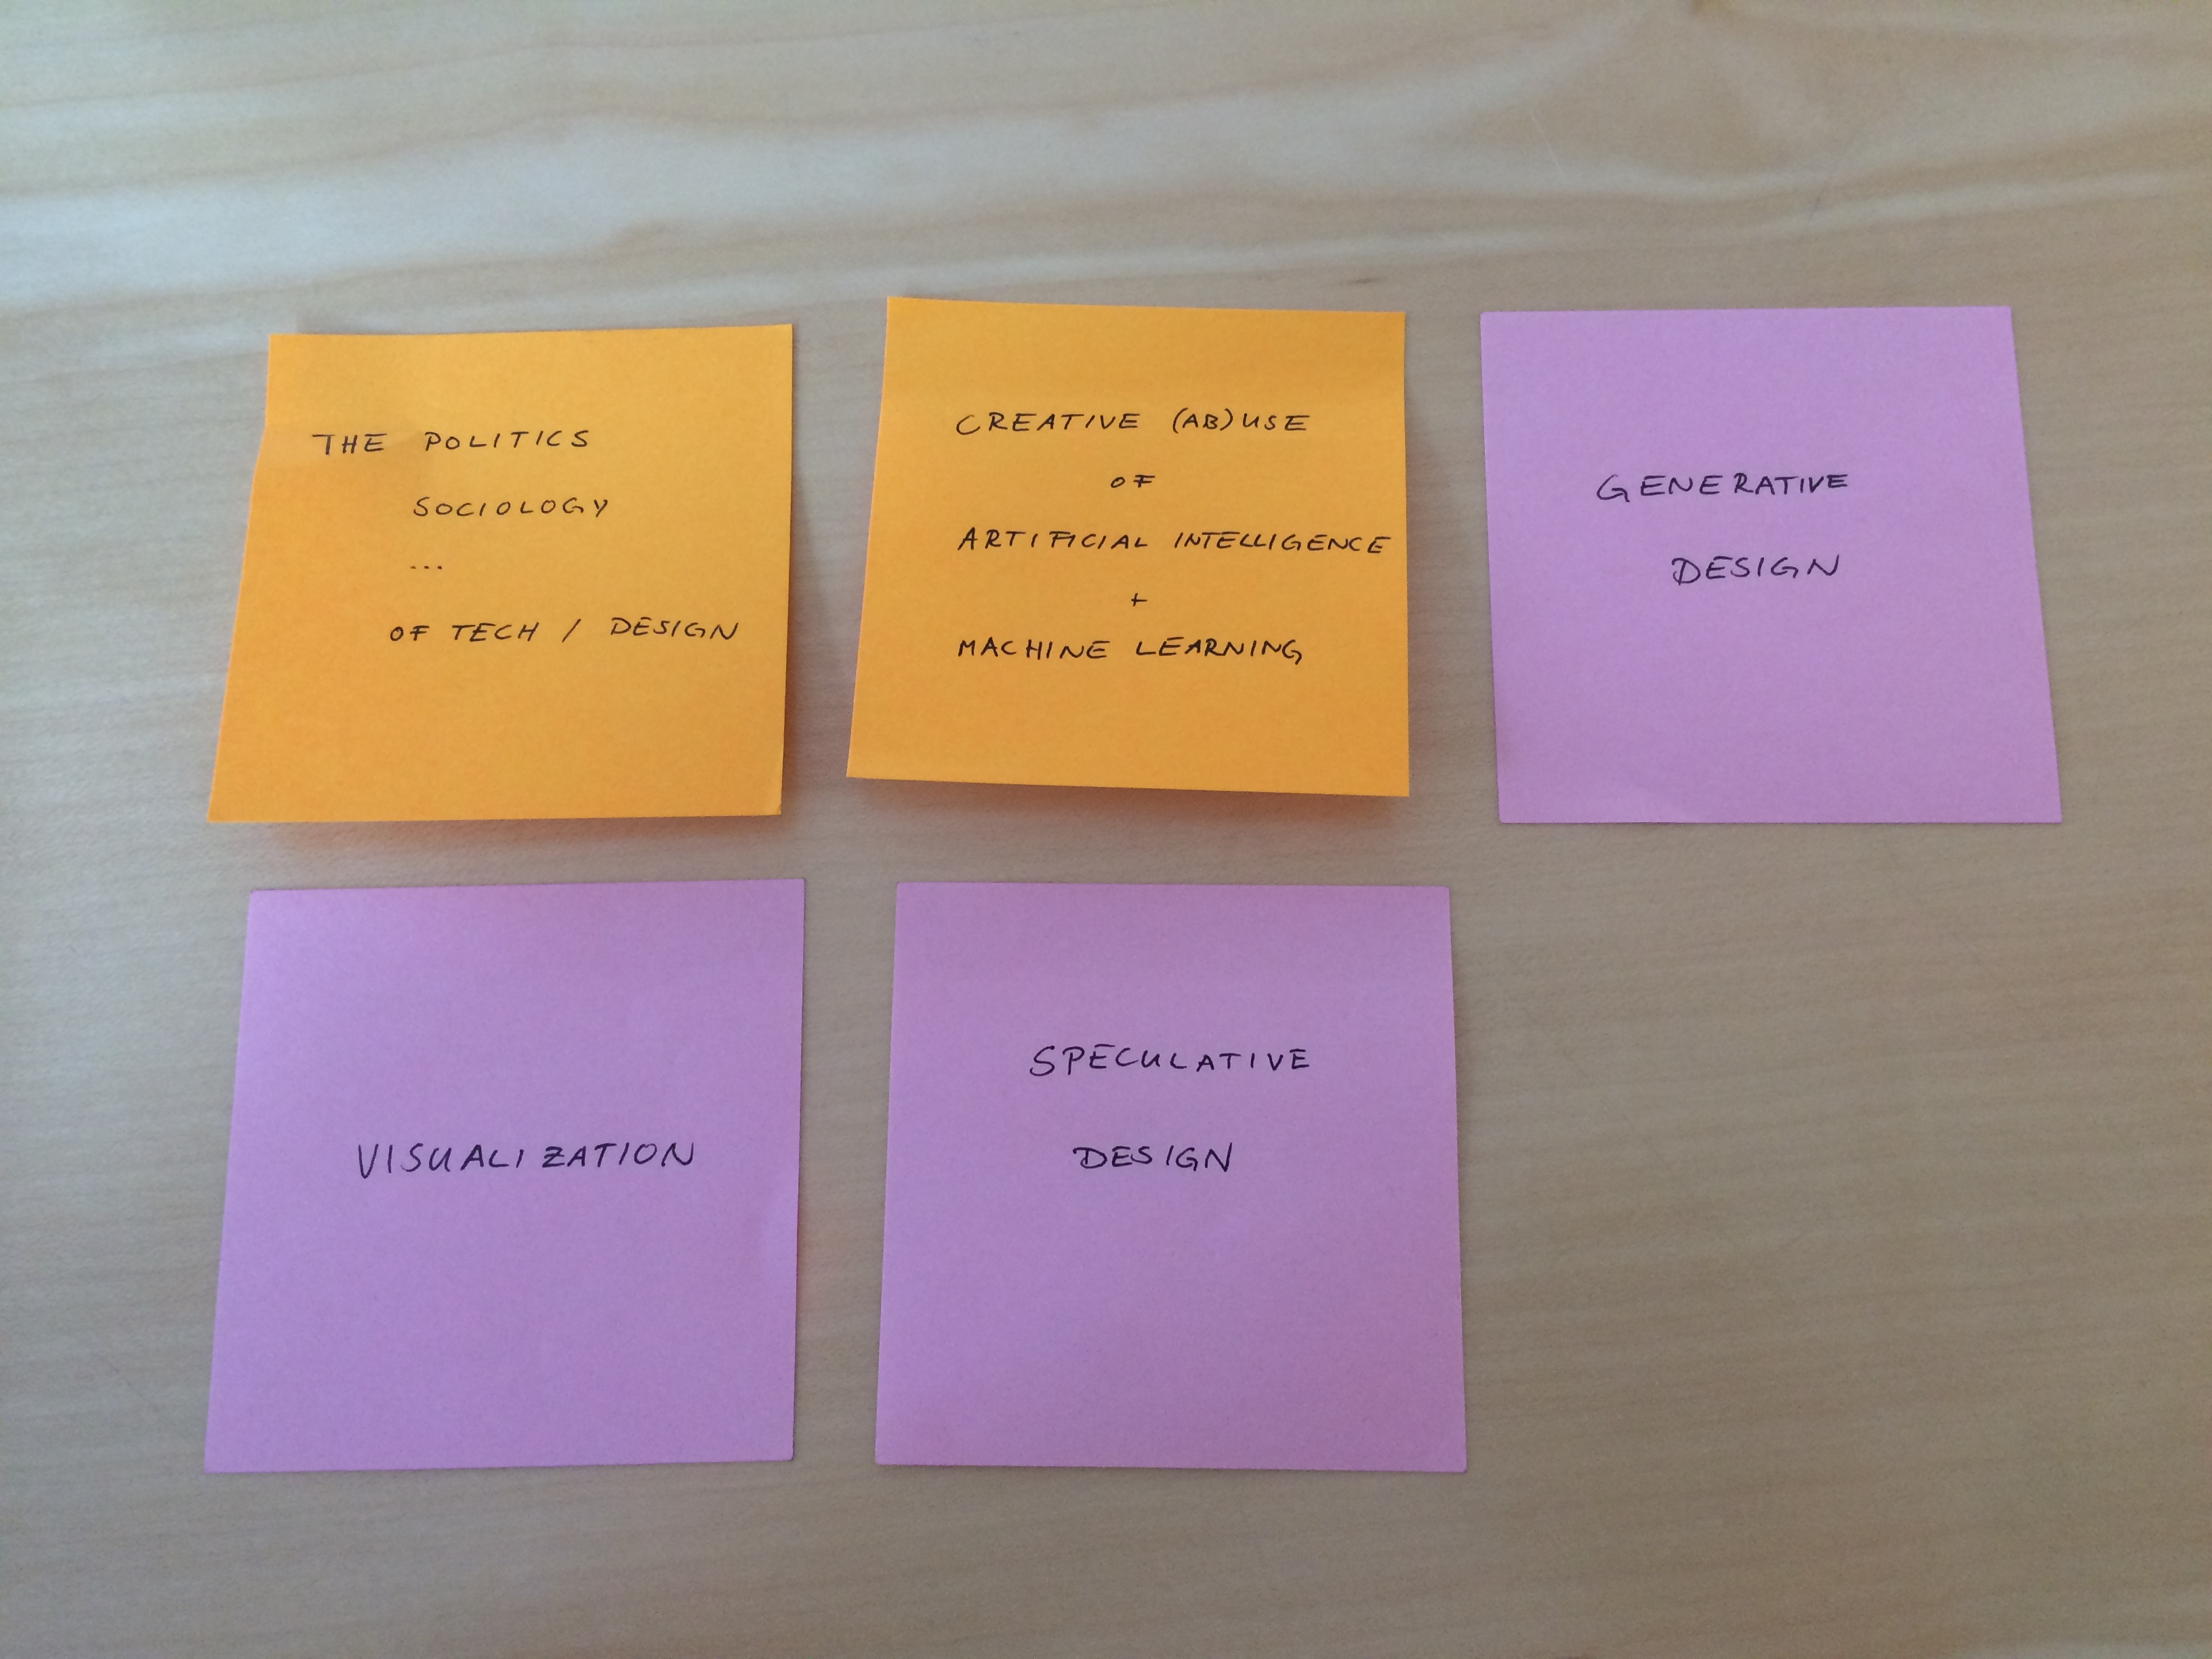 THE POLITICS
SOCIOLOGY
...
OF TECH / DESIGN
CREATIVE (AB)USE
OF
ARTIFICIAL INTELLIGENCE
+
MACHINE LEARNING
GENERATIVE
DESIGN
VISUALIZATION
SPECULATIVE
DESIGN